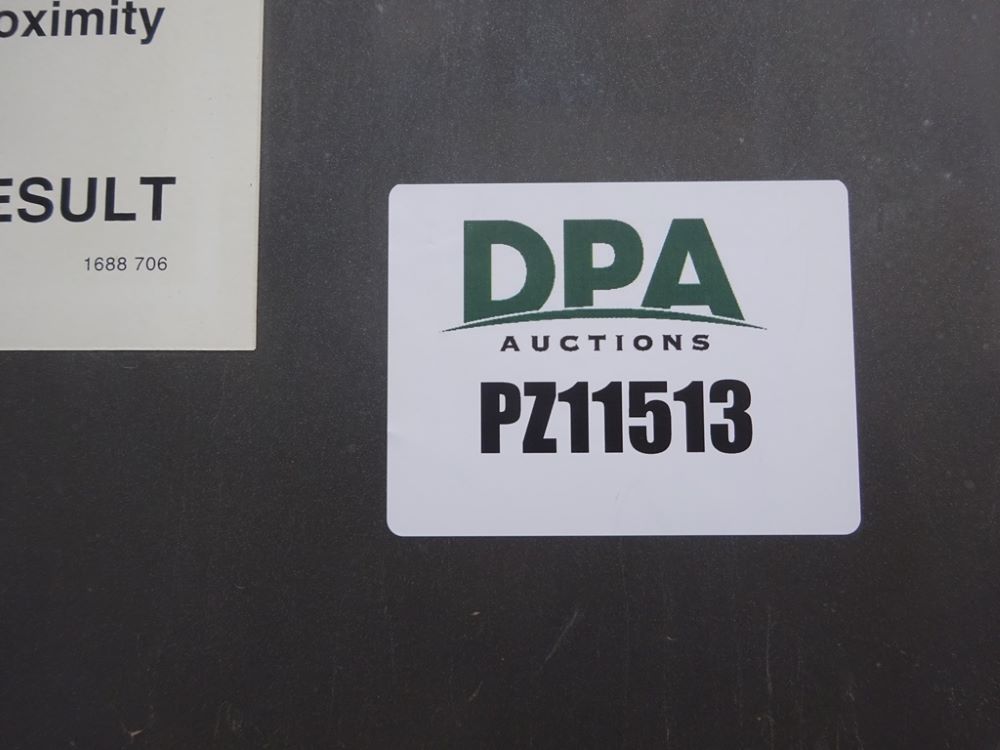 oximity
ESULT
1688 706
DPA
AUCTIONS
PZ11513